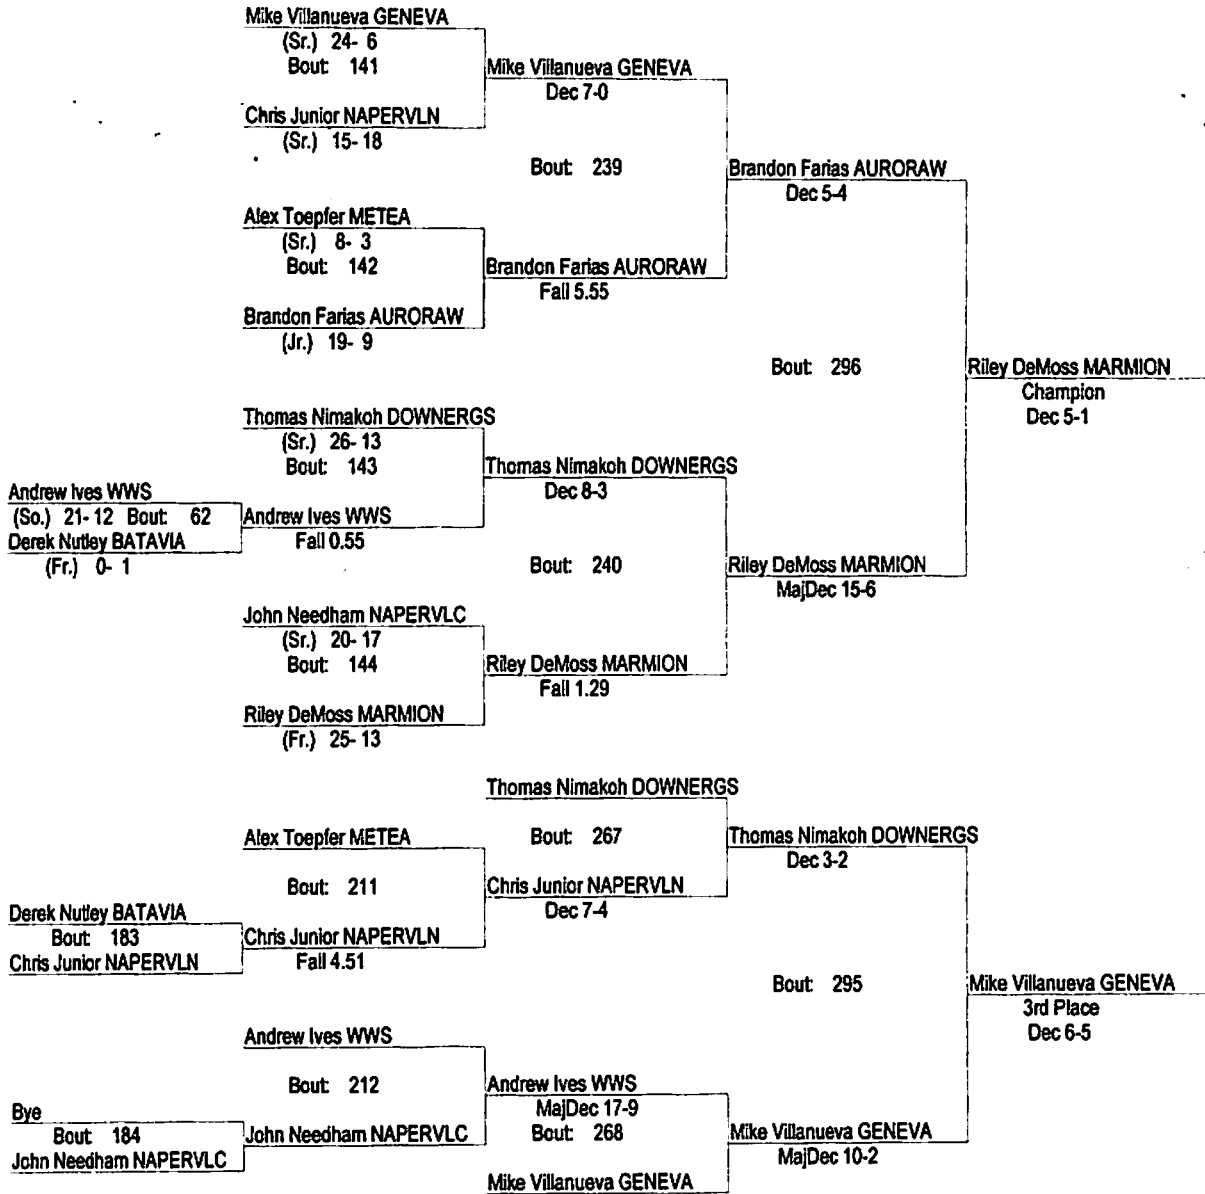 Mike Villanueva GENEVA
(Sr.) 24- 6
Bout: 141
Mike Villanueva GENEVA
Dec 7-0
Chris Junior NAPERVLN
(Sr.) 15- 18
Bout: 239
Brandon Farias AURORAW
Dec 5-4
Alex Toepfer METEA
(Sr.) 8- 3
Bout: 142
Brandon Farias AURORAW
Fall 5.55
Brandon Farias AURORAW
(Jr.) 19- 9
Bout: 296
Riley DeMoss MARMION
Champion
Dec 5-1
Thomas Nimakoh DOWNERGS
(Sr.) 26- 13
Bout: 143
Thomas Nimakoh DOWNERGS
Dec 8-3
Andrew Ives WWS
(So.) 21- 12 Bout: 62
Andrew Ives WWS
Fall 0.55
Derek Nutley BATAVIA
(Fr.) 0- 1
Bout: 240
Riley DeMoss MARMION
MajDec 15-6
John Needham NAPERVLC
(Sr.) 20- 17
Bout: 144
Riley DeMoss MARMION
Fall 1.29
Riley DeMoss MARMION
(Fr.) 25- 13
Thomas Nimakoh DOWNERGS
Bout: 267
Thomas Nimakoh DOWNERGS
Dec 3-2
Alex Toepfer METEA
Bout: 211
Chris Junior NAPERVLN
Dec 7-4
Derek Nutley BATAVIA
Bout: 183
Chris Junior NAPERVLN
Fall 4.51
Chris Junior NAPERVLN
Bout: 295
Mike Villanueva GENEVA
3rd Place
Dec 6-5
Andrew Ives WWS
Bout: 212
Andrew Ives WWS
MajDec 17-9
Bye
Bout: 184
John Needham NAPERVLC
John Needham NAPERVLC
Bout: 268
Mike Villanueva GENEVA
MajDec 10-2
Mike Villanueva GENEVA